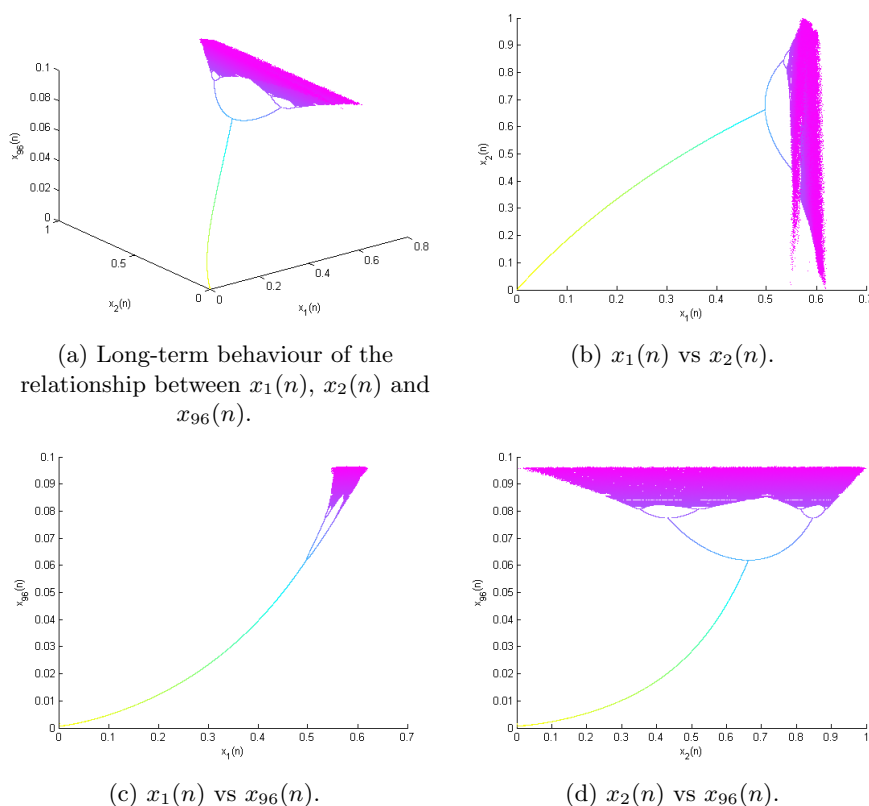 0.1
0.08
0.06
0.04
0.02
0
x96(n)
1
0.5
0
x2(n)
0
0.2
0.4
0.6
0.8
x1(n)
(a) Long-term behaviour of the
relationship between x1(n), x2(n) and
x96(n).
1
0.9
0.8
0.7
0.6
0.5
0.4
0.3
0.2
0.1
0
x2(n)
0 0.1 0.2 0.3 0.4 0.5 0.6 0.7
x1(n)
(b) x1(n) vs x2(n).
0.1
0.09
0.08
0.07
0.06
0.05
0.04
0.03
0.02
0.01
0
x96(n)
0 0.1 0.2 0.3 0.4 0.5 0.6 0.7
x1(n)
(c) x1(n) vs x96(n).
0.1
0.09
0.08
0.07
0.06
0.05
0.04
0.03
0.02
0.01
0
x96(n)
0 0.1 0.2 0.3 0.4 0.5 0.6 0.7 0.8 0.9 1
x2(n)
(d) x2(n) vs x96(n).